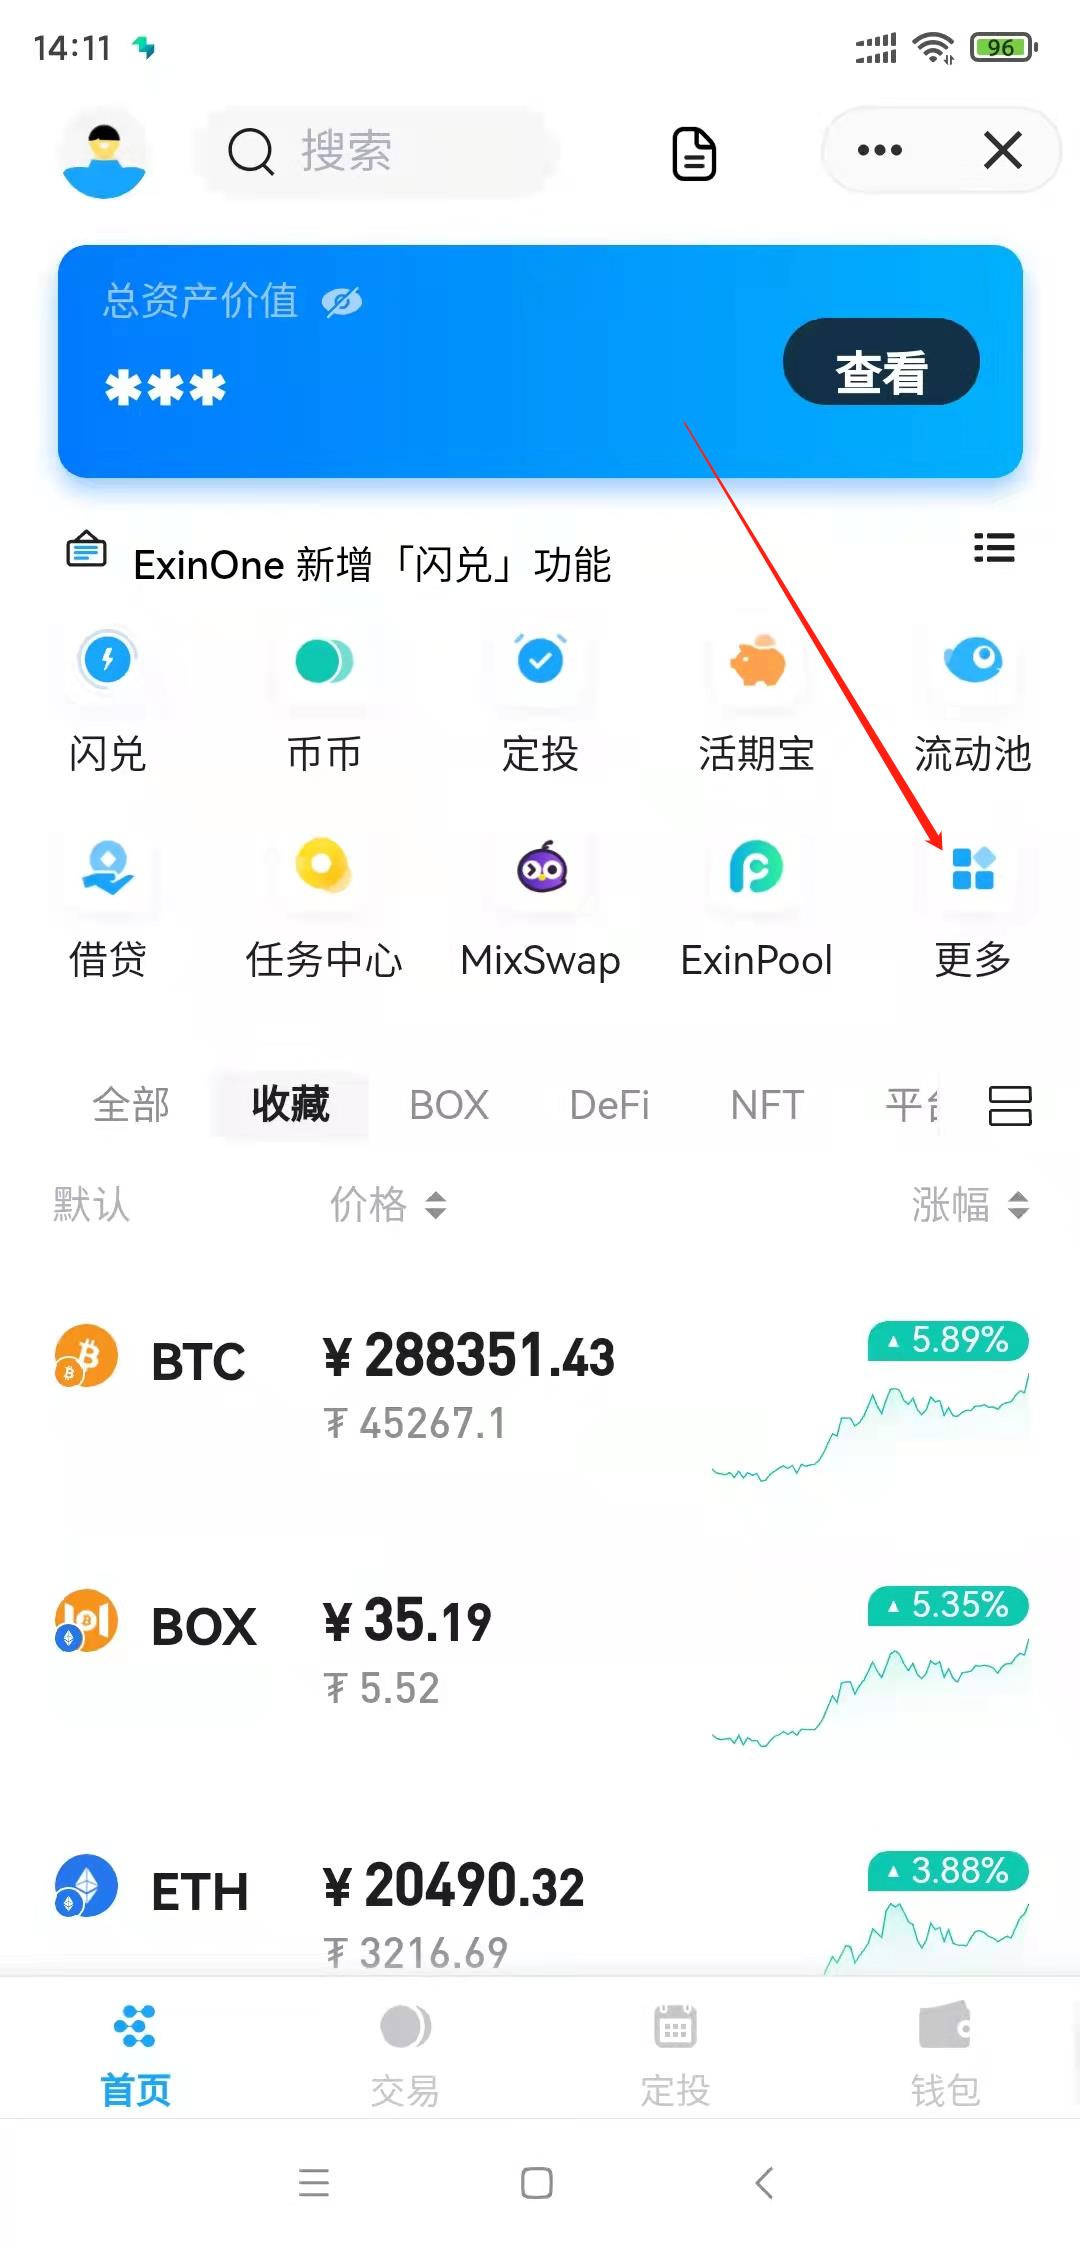 14:11
96
搜索
总资产价值
***
查看
ExinOne 新增「闪兑」功能
闪兑 币币 定投 活期宝 流动池
借贷 任务中心 MixSwap ExinPool 更多
全部 收藏 BOX DeFi NFT 平台
默认 价格 涨幅
BTC ¥ 288351.43 ▲ 5.89%
₮ 45267.1
BOX ¥ 35.19 ▲ 5.35%
₮ 5.52
ETH ¥ 20490.32 ▲ 3.88%
₮ 3216.69
首页 交易 定投 钱包